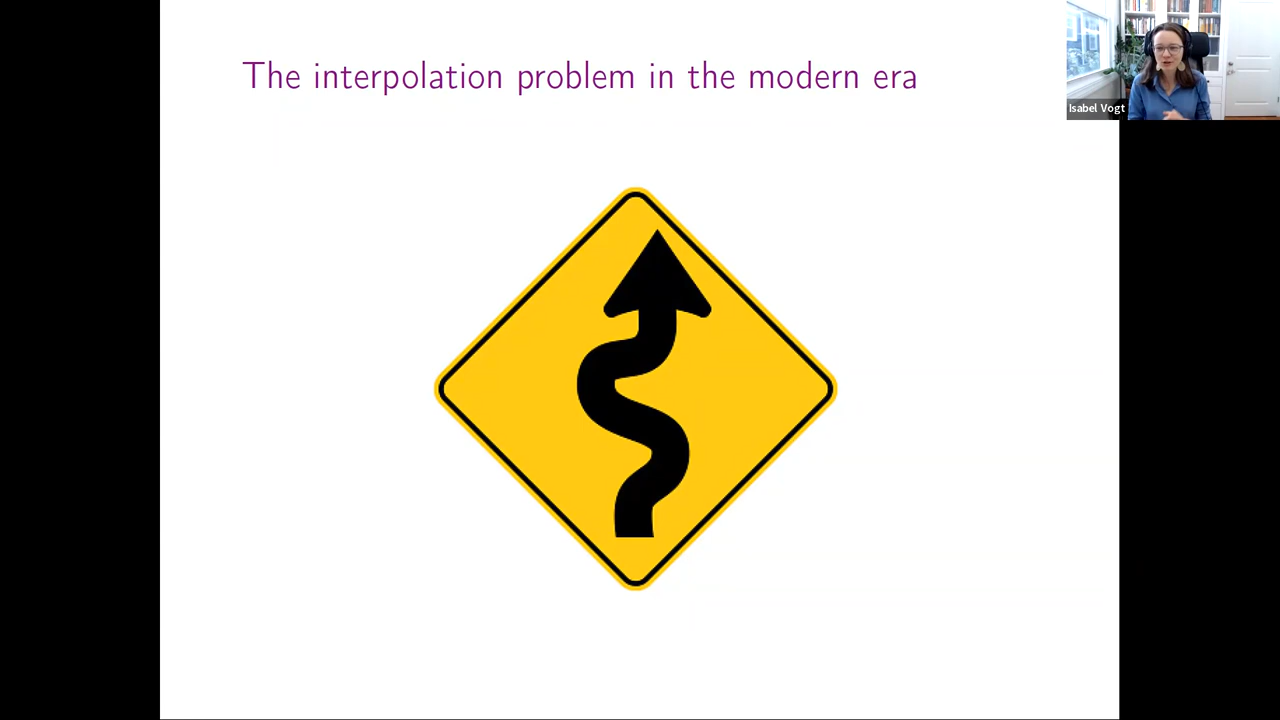 The interpolation problem in the modern era
Isabel Vogt